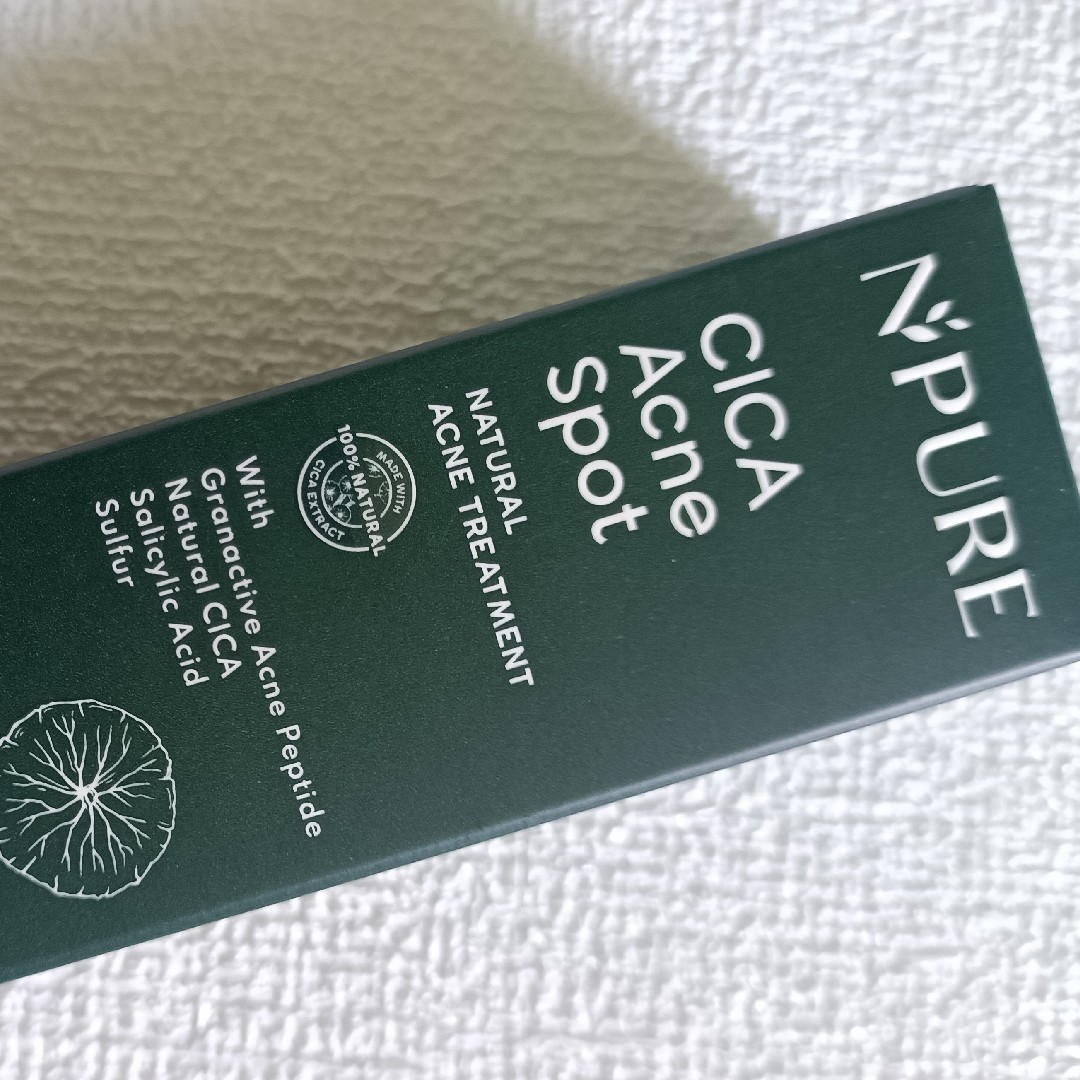 N'PURE
CICA
Acne
Spot
NATURAL
ACNE TREATMENT
MADE WITH
100% NATURAL
CICA EXTRACT
With
Granactive Acne Peptide
Natural CICA
Salicylic Acid
Sulfur